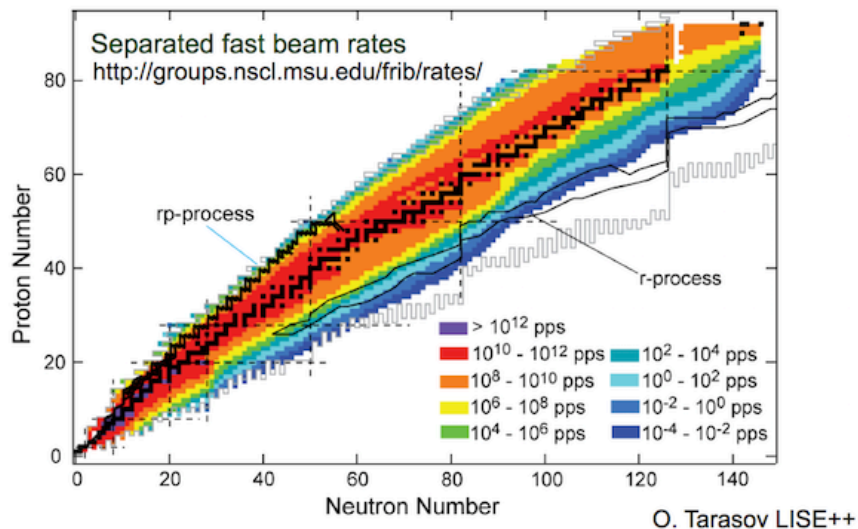 Separated fast beam rates
http://groups.nscl.msu.edu/frib/rates/
80
60
40
20
0
Proton Number
rp-process
r-process
> 10¹² pps
10¹⁰ - 10¹² pps
10⁸ - 10¹⁰ pps
10⁶ - 10⁸ pps
10⁴ - 10⁶ pps
10² - 10⁴ pps
10⁰ - 10² pps
10⁻² - 10⁰ pps
10⁻⁴ - 10⁻² pps
0 20 40 60 80 100 120 140
Neutron Number
O. Tarasov LISE++